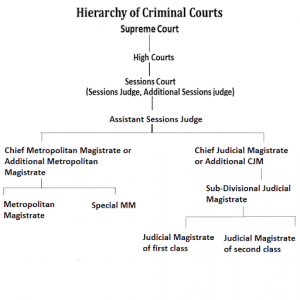 Hierarchy of Criminal Courts
Supreme Court
High Courts
Sessions Court
(Sessions Judge, Additional Sessions judge)
Assistant Sessions Judge
Chief Metropolitan Magistrate or
Additional Metropolitan
Magistrate
Chief Judicial Magistrate
or Additional CJM
Sub-Divisional Judicial
Magistrate
Metropolitan
Magistrate
Special MM
Judicial Magistrate
of first class
Judicial Magistrate
of second class